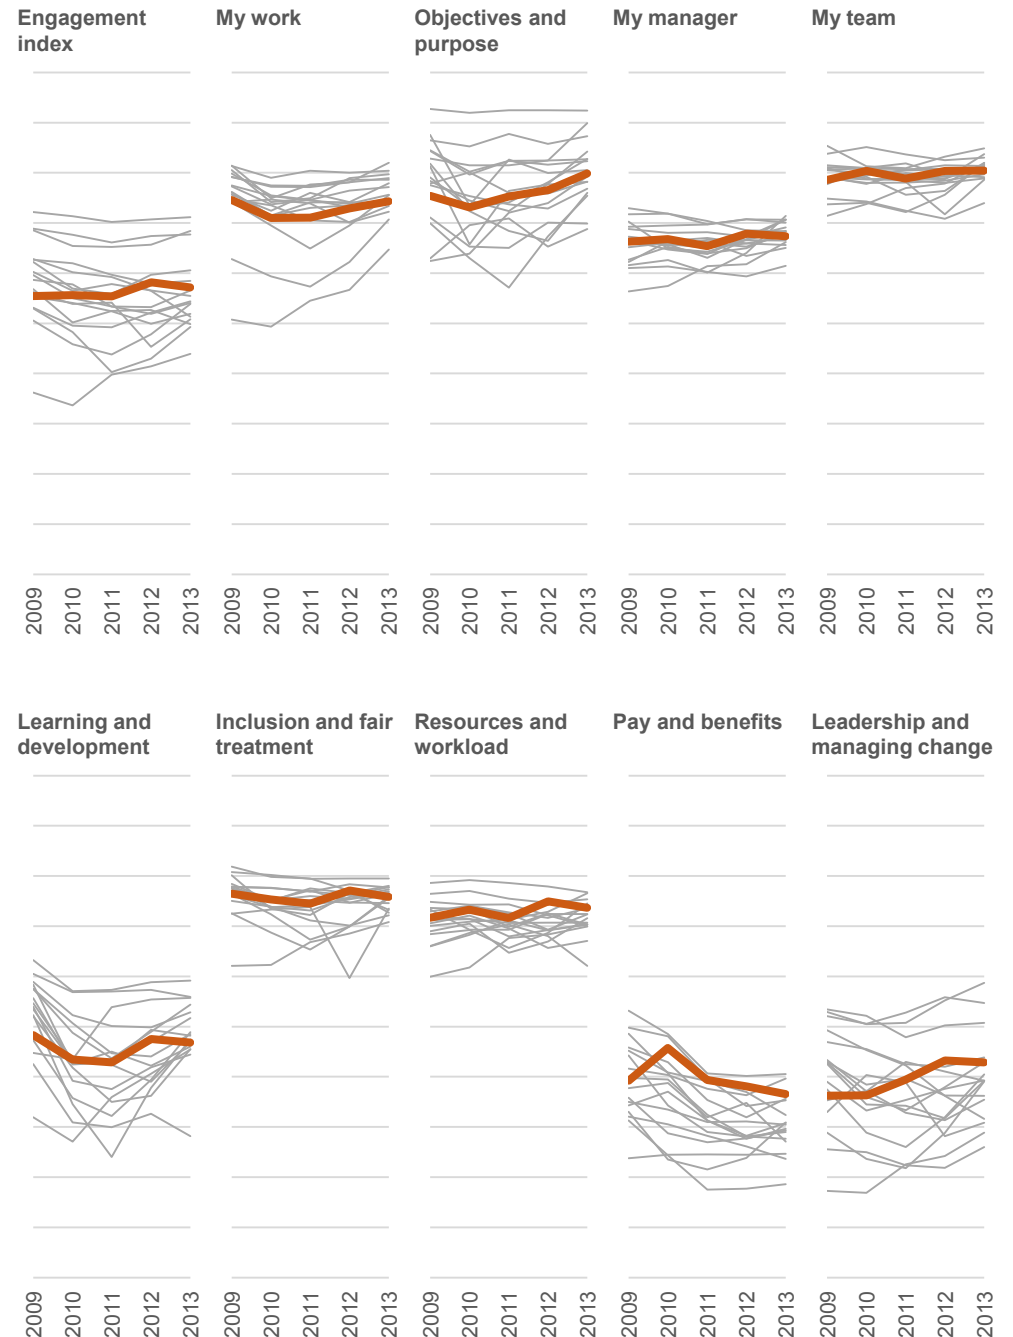 Engagement
index
My work
Objectives and
purpose
My manager
My team
2009 2010 2011 2012 2013
2009 2010 2011 2012 2013
2009 2010 2011 2012 2013
2009 2010 2011 2012 2013
2009 2010 2011 2012 2013
Learning and
development
Inclusion and fair
treatment
Resources and
workload
Pay and benefits
Leadership and
managing change
2009 2010 2011 2012 2013
2009 2010 2011 2012 2013
2009 2010 2011 2012 2013
2009 2010 2011 2012 2013
2009 2010 2011 2012 2013